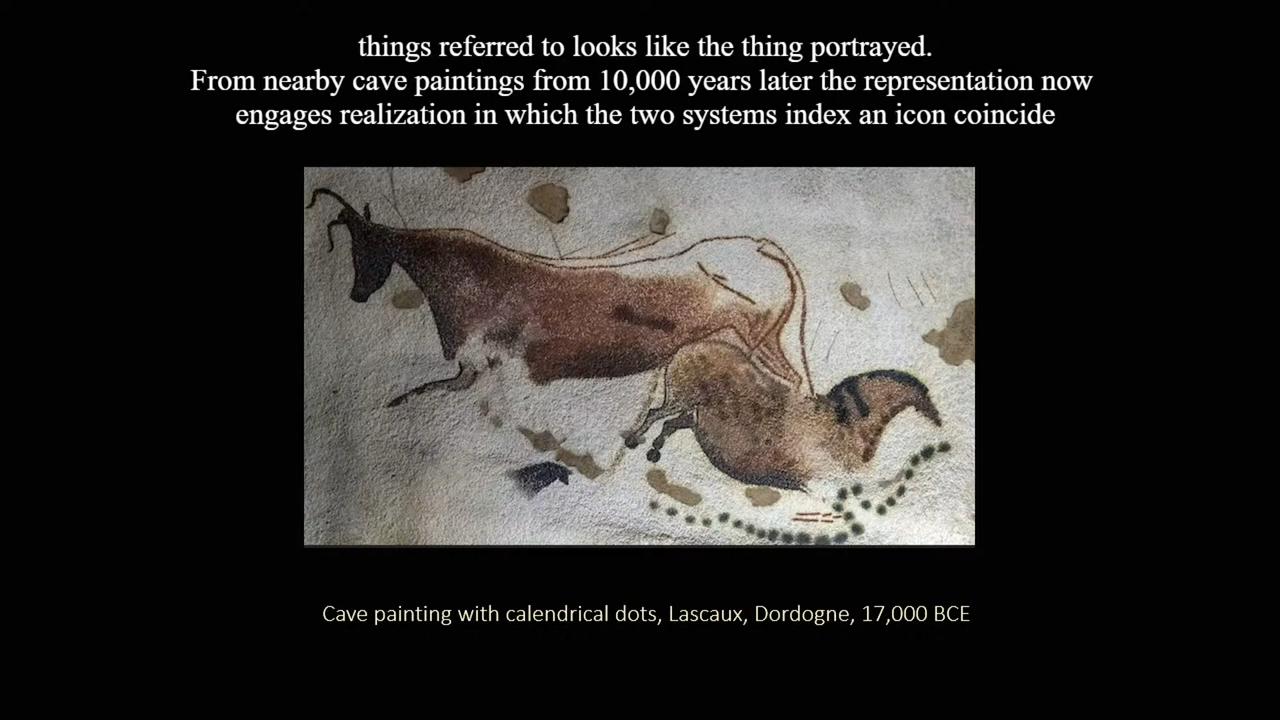 things referred to looks like the thing portrayed.
From nearby cave paintings from 10,000 years later the representation now
engages realization in which the two systems index an icon coincide
Cave painting with calendrical dots, Lascaux, Dordogne, 17,000 BCE